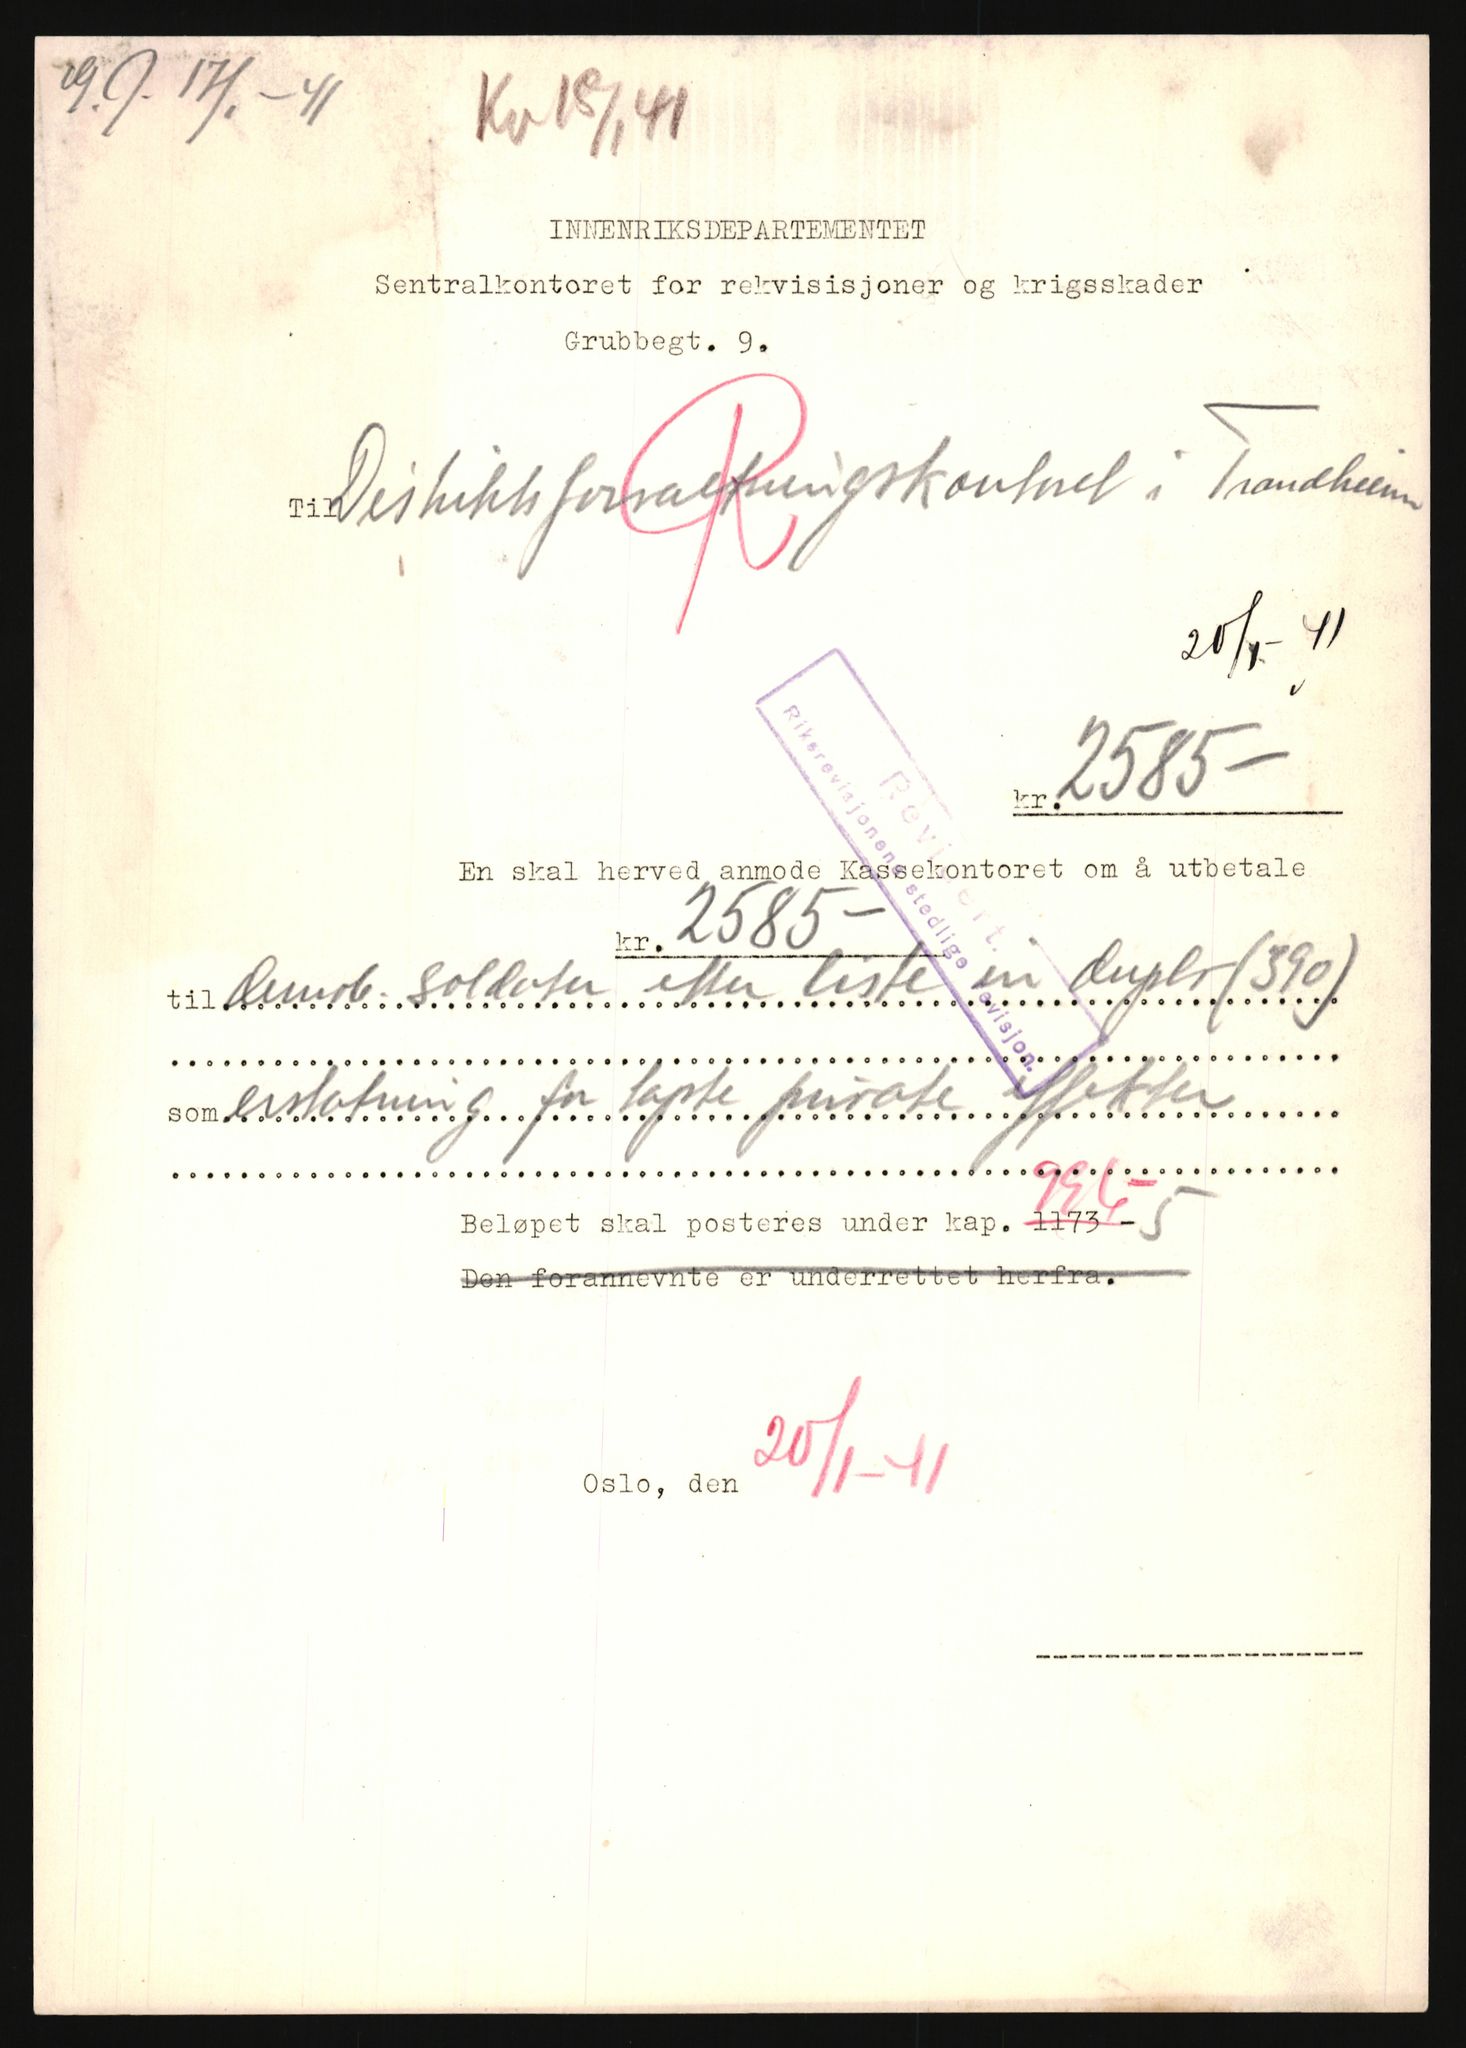 17/1. - 41
Kv 18/1 41
INNENRIKSDEPARTEMENTET
Sentralkontoret for rekvisisjoner og krigsskader
Grubbegt. 9.
R
Til Distriktsforvaltningskontoret i Trondheim
20/1- 41
kr. 2585-
Revidert.
Riksrevisjonens stedlige revisjon.
En skal herved anmode Kassekontoret om å utbetale
kr. 2585-
til demob. soldater efter liste in duplo (390)
som erstatning for tapte private effekter
996-
Beløpet skal posteres under kap. 1173 - 5
Den forannevnte er underrettet herfra.
Oslo, den 20/1-41